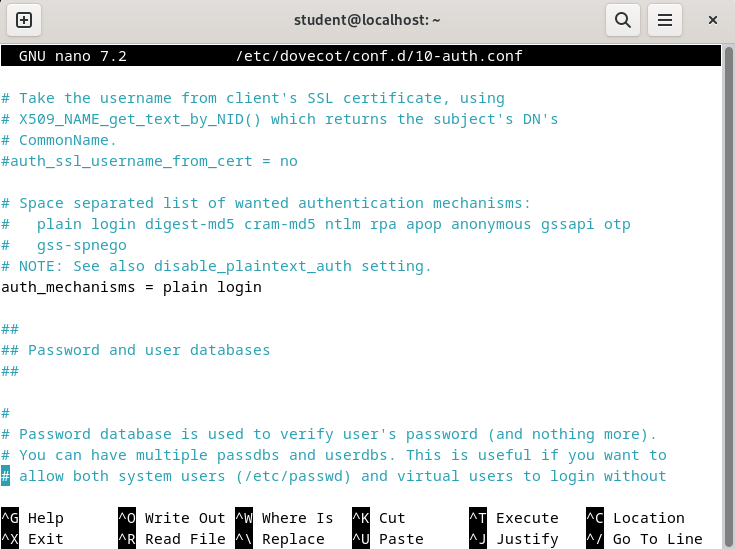 student@localhost: ~
GNU nano 7.2 /etc/dovecot/conf.d/10-auth.conf
# Take the username from client's SSL certificate, using
# X509_NAME_get_text_by_NID() which returns the subject's DN's
# CommonName.
#auth_ssl_username_from_cert = no
# Space separated list of wanted authentication mechanisms:
#   plain login digest-md5 cram-md5 ntlm rpa apop anonymous gssapi otp
#   gss-spnego
# NOTE: See also disable_plaintext_auth setting.
auth_mechanisms = plain login
##
## Password and user databases
##
#
# Password database is used to verify user's password (and nothing more).
# You can have multiple passdbs and userdbs. This is useful if you want to
# allow both system users (/etc/passwd) and virtual users to login without
^G Help ^O Write Out ^W Where Is ^K Cut ^T Execute ^C Location
^X Exit ^R Read File ^\ Replace ^U Paste ^J Justify ^/ Go To Line